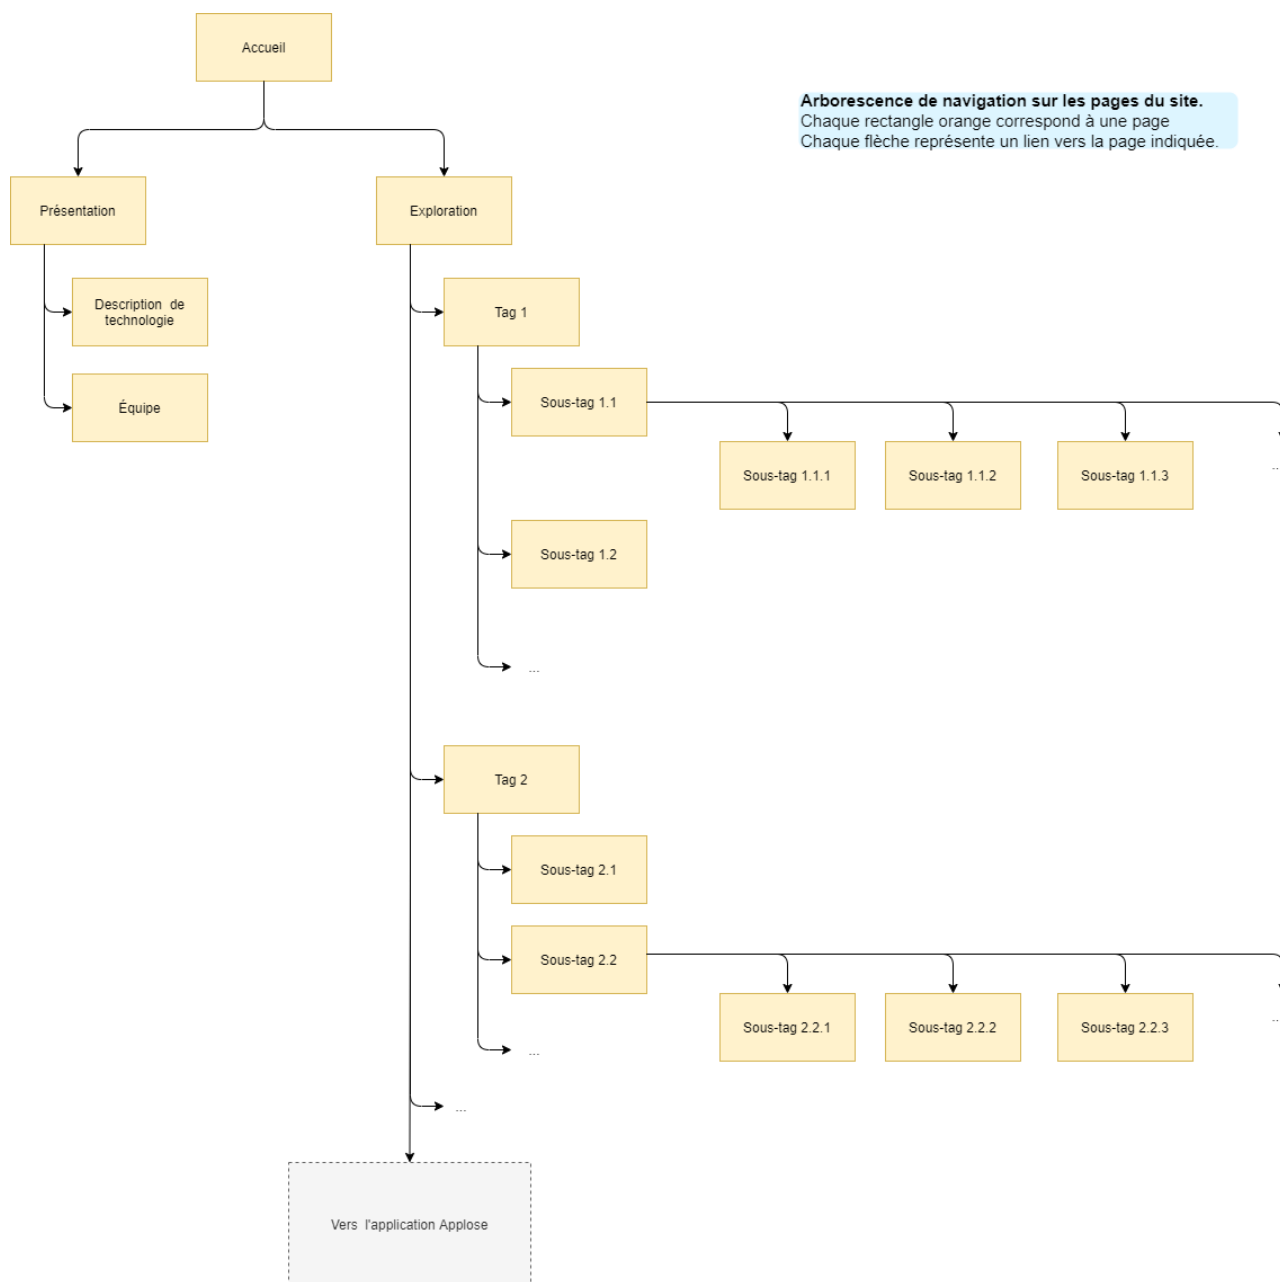 Accueil
Arborescence de navigation sur les pages du site.
Chaque rectangle orange correspond à une page
Chaque flèche représente un lien vers la page indiquée.
Présentation
Exploration
Description de
technologie
Tag 1
Équipe
Sous-tag 1.1
Sous-tag 1.1.1
Sous-tag 1.1.2
Sous-tag 1.1.3
...
Sous-tag 1.2
...
Tag 2
Sous-tag 2.1
Sous-tag 2.2
Sous-tag 2.2.1
Sous-tag 2.2.2
Sous-tag 2.2.3
...
...
...
Vers l'application Applose